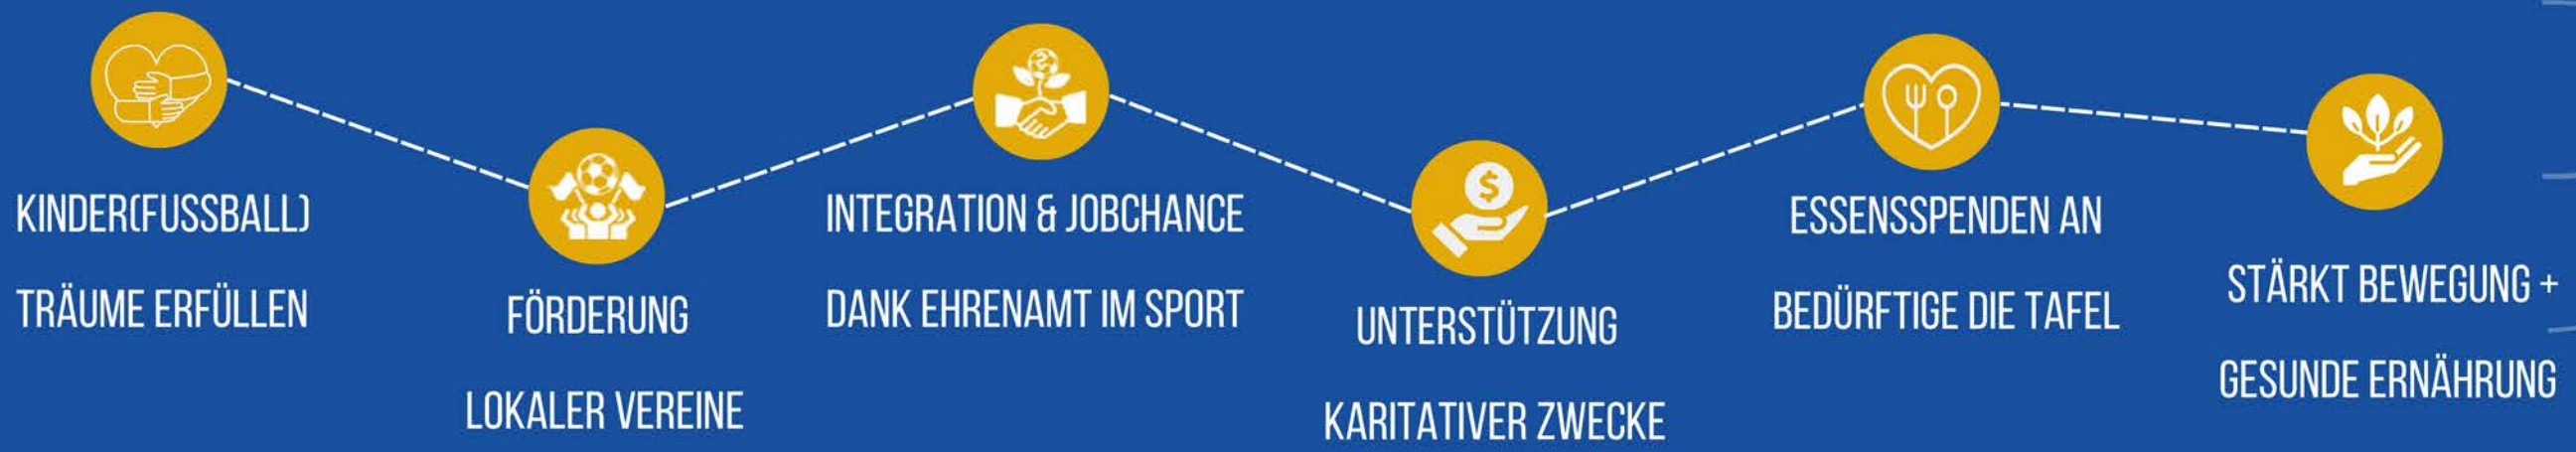 KINDER(FUSSBALL)
TRÄUME ERFÜLLEN
FÖRDERUNG
LOKALER VEREINE
INTEGRATION & JOBCHANCE
DANK EHRENAMT IM SPORT
$
UNTERSTÜTZUNG
KARITATIVER ZWECKE
ESSENSSPENDEN AN
BEDÜRFTIGE DIE TAFEL
STÄRKT BEWEGUNG +
GESUNDE ERNÄHRUNG